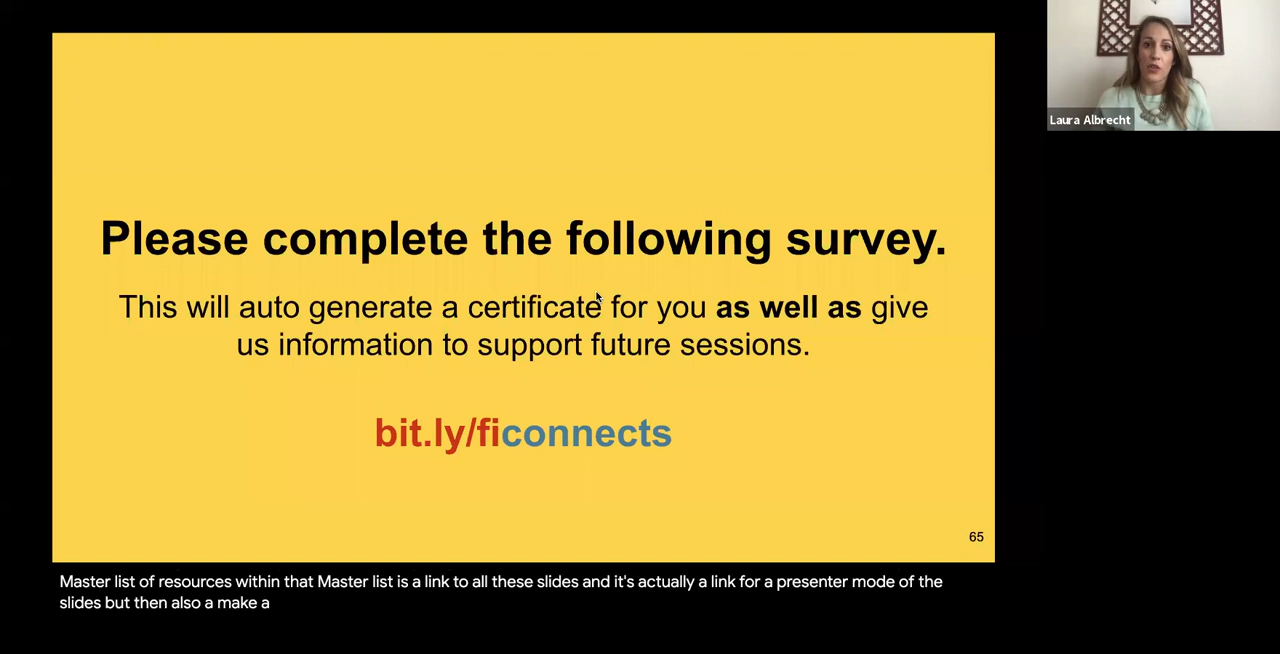 Laura Albrecht
Please complete the following survey.
This will auto generate a certificate for you as well as give
us information to support future sessions.
bit.ly/ficonnects
65
Master list of resources within that Master list is a link to all these slides and it's actually a link for a presenter mode of the
slides but then also a make a